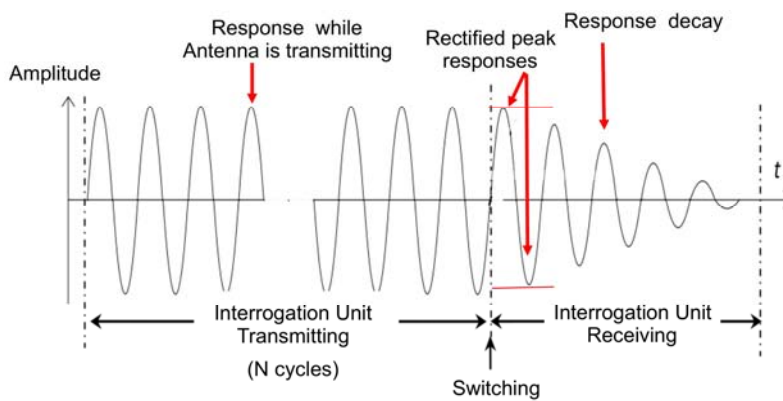 Response while
Antenna is transmitting
Rectified peak
responses
Response decay
Amplitude
t
Interrogation Unit
Transmitting
(N cycles)
Interrogation Unit
Receiving
Switching